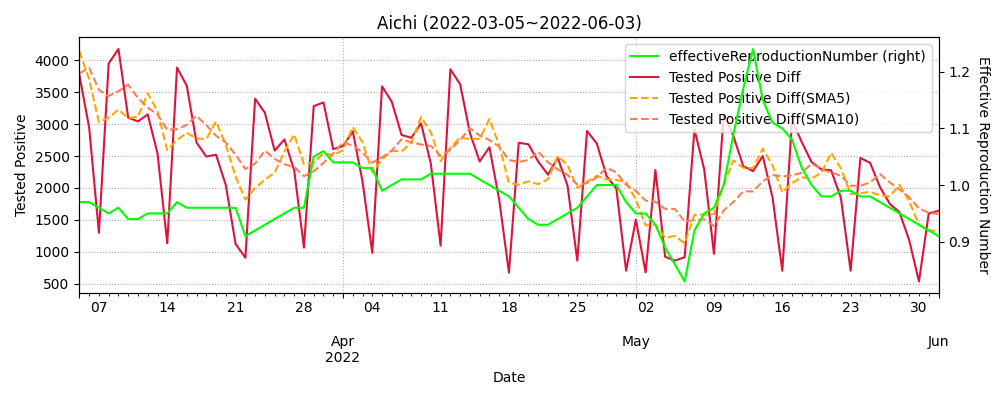 Aichi (2022-03-05~2022-06-03)
effectiveReproductionNumber (right)
Tested Positive Diff
Tested Positive Diff(SMA5)
Tested Positive Diff(SMA10)
Tested Positive
4000
3500
3000
2500
2000
1500
1000
500
1.2
1.1
1.0
0.9
Effective Reproduction Number
07 14 21 28 04 11 18 25 02 09 16 23 30
Apr May Jun
2022
Date